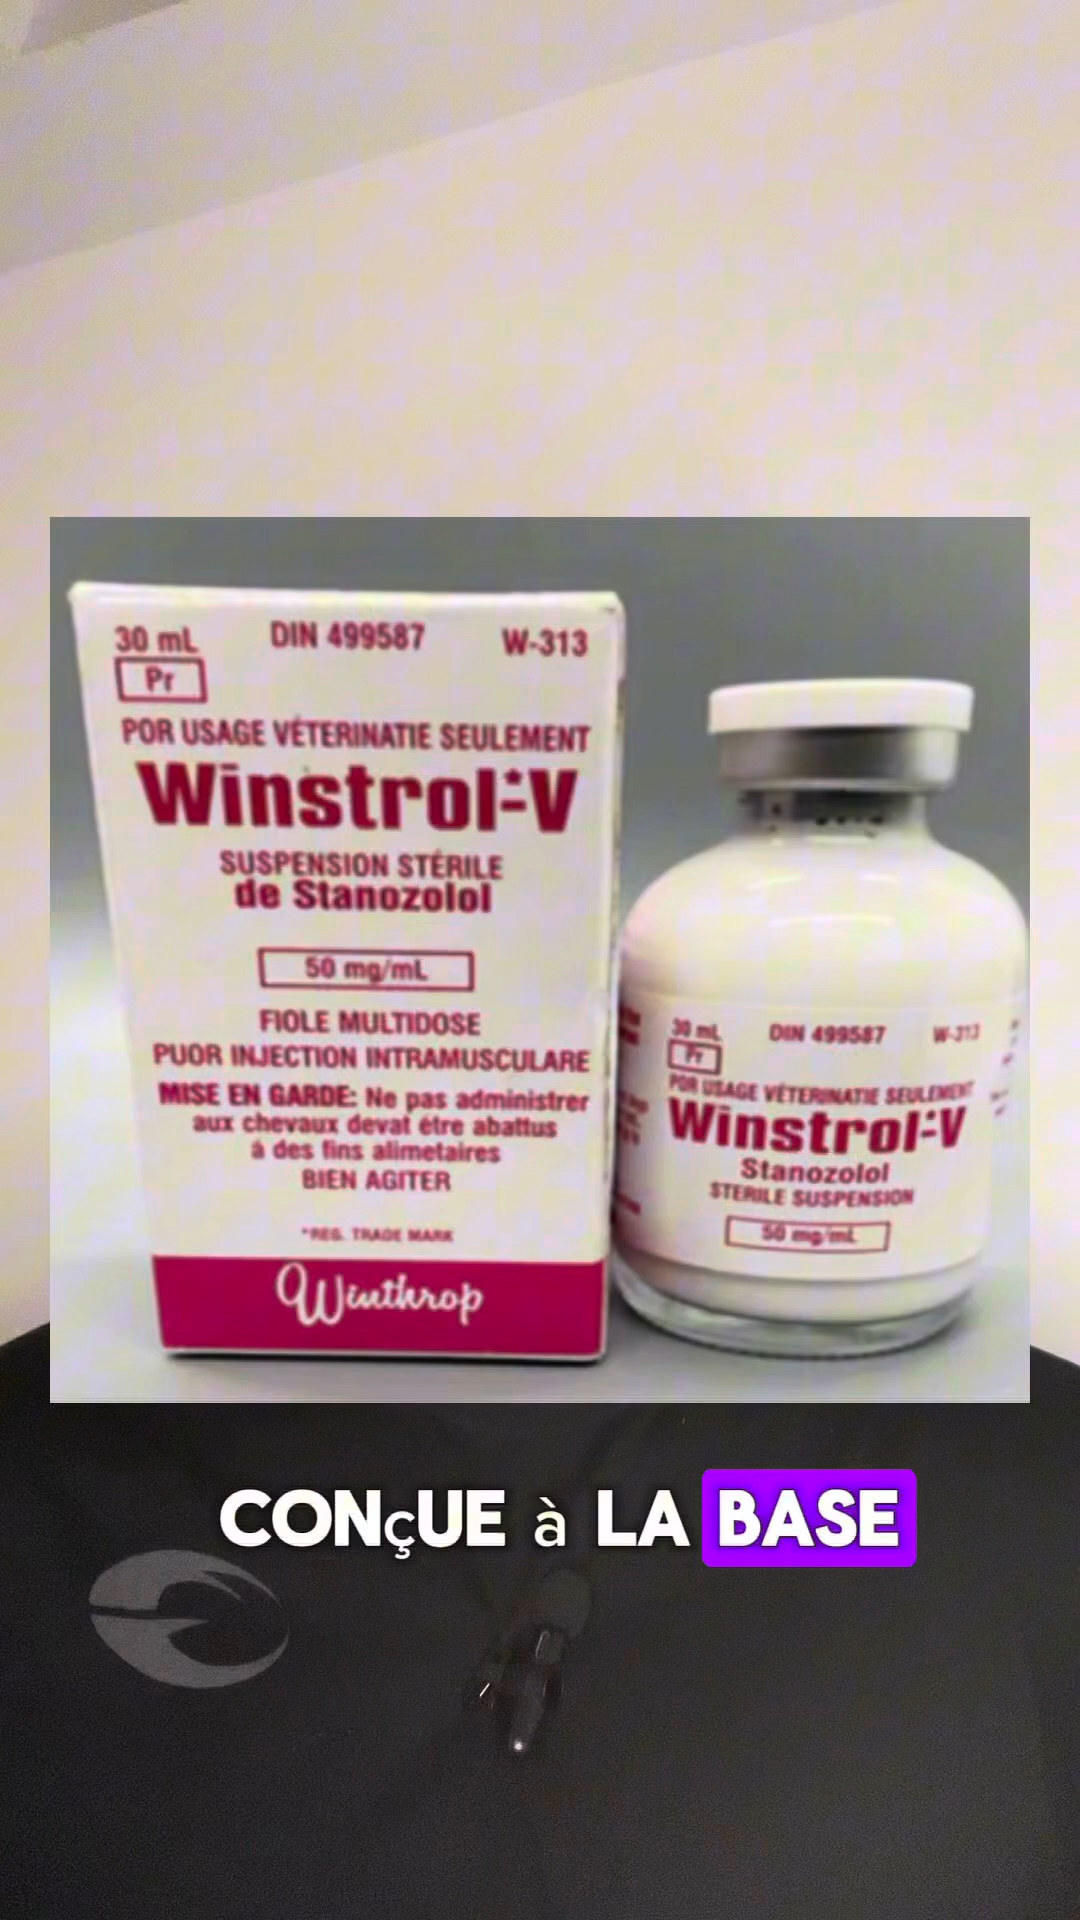 30 mL DIN 499587 W-313
Pr
POR USAGE VÉTERINATIE SEULEMENT
Winstrol*-V
SUSPENSION STÉRILE
de Stanozolol
50 mg/mL
FIOLE MULTIDOSE
PUOR INJECTION INTRAMUSCULARE
MISE EN GARDE: Ne pas administrer
aux chevaux devat étre abattus
á des fins alimetaires
BIEN AGITER
*REG. TRADE MARK
Winthrop
30 mL DIN 499587 W-313
Pr
POR USAGE VÉTERINATIE SEULEMENT
Winstrol*-V
Stanozolol
STERILE SUSPENSION
50 mg/mL
CONçUE à LA BASE